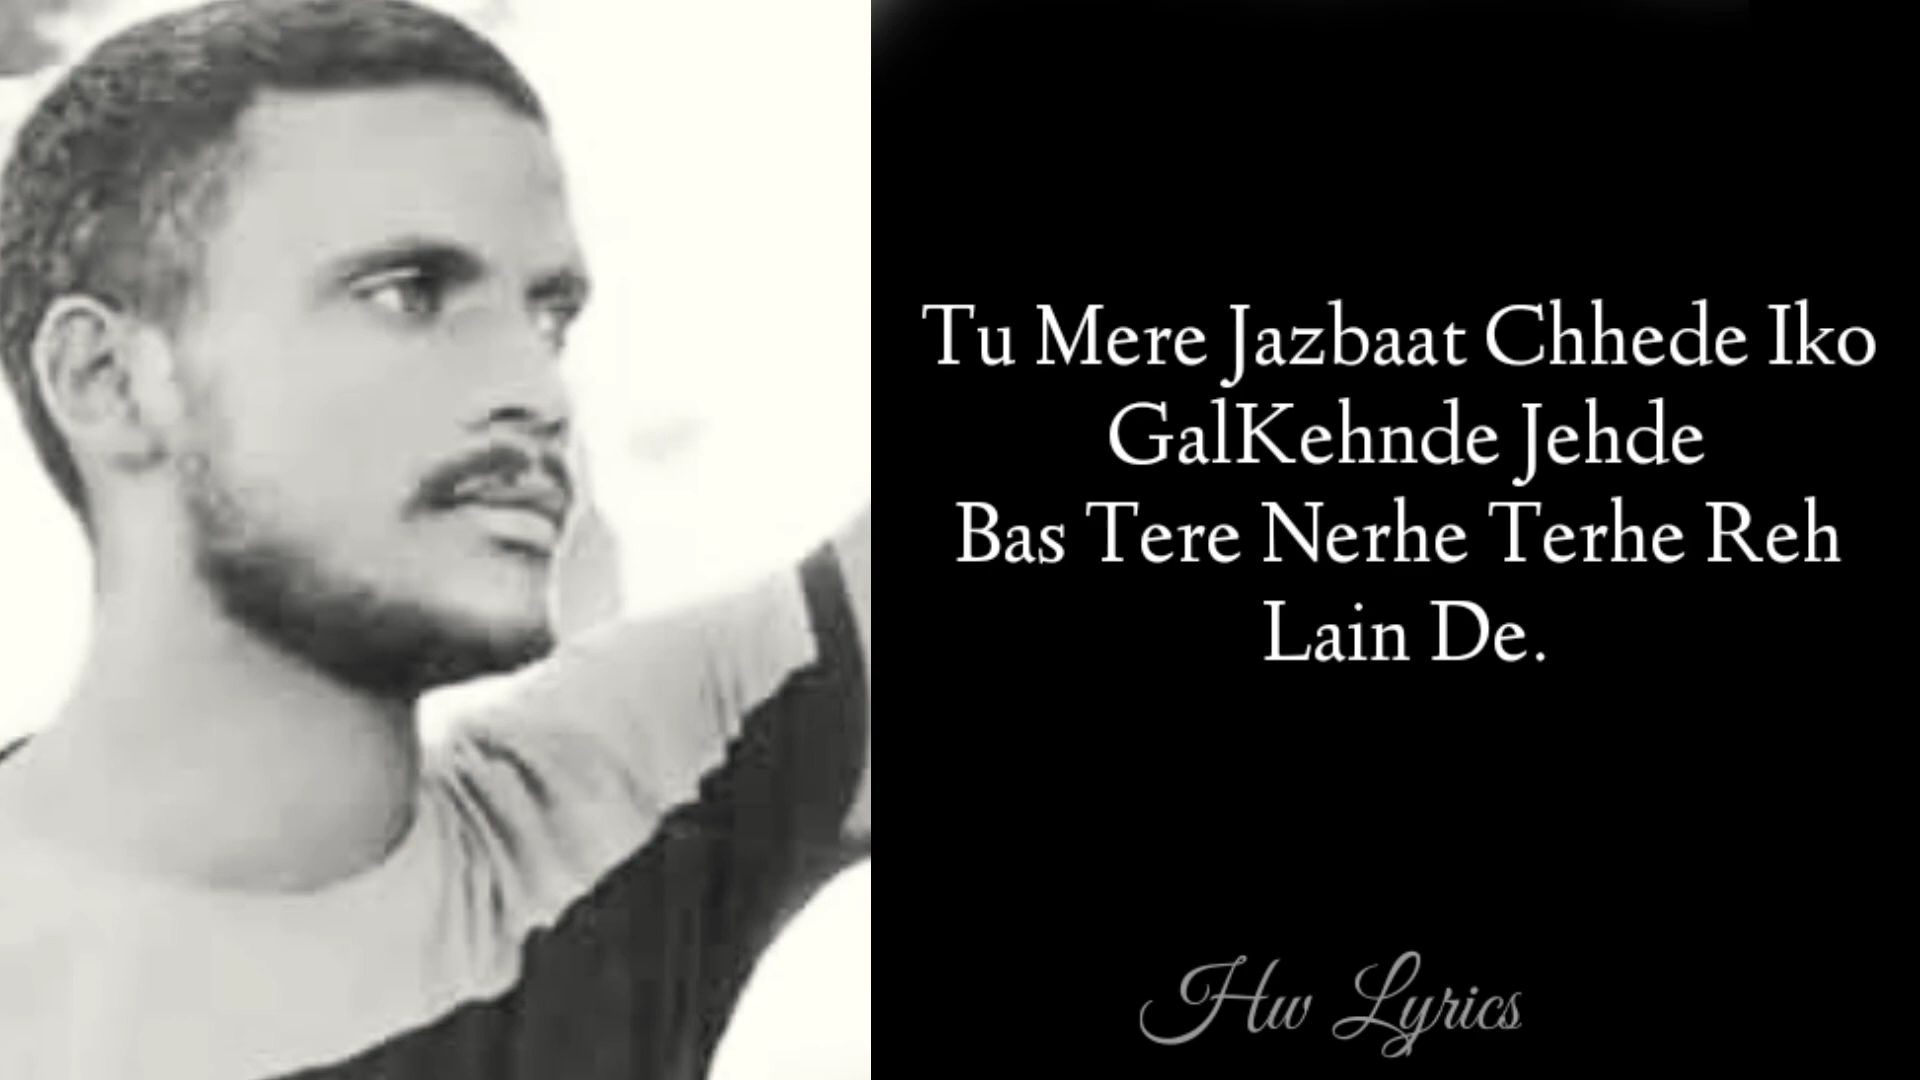 Tu Mere Jazbaat Chhede Iko
GalKehnde Jehde
Bas Tere Nerhe Terhe Reh
Lain De.
Hw Lyrics